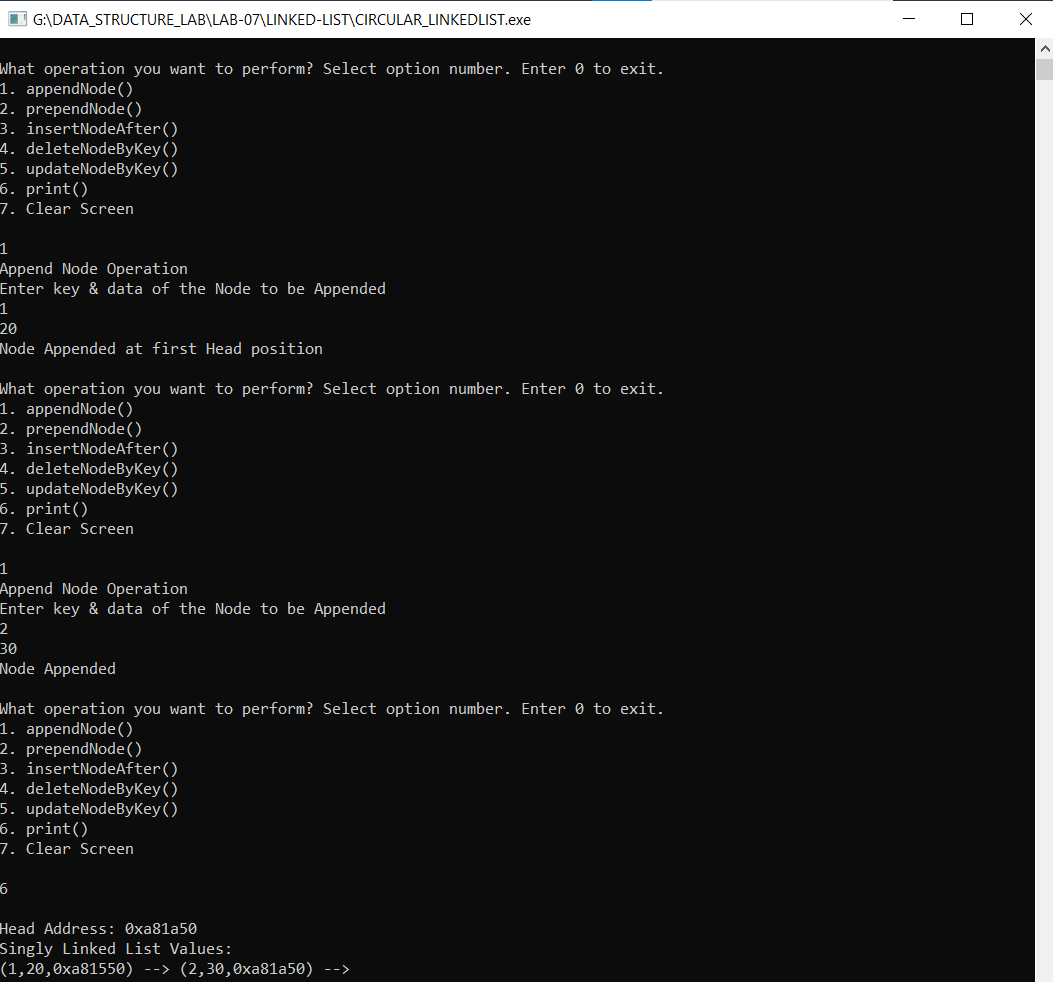 G:\DATA_STRUCTURE_LAB\LAB-07\LINKED-LIST\CIRCULAR_LINKEDLIST.exe
What operation you want to perform? Select option number. Enter 0 to exit.
1. appendNode()
2. prependNode()
3. insertNodeAfter()
4. deleteNodeByKey()
5. updateNodeByKey()
6. print()
7. Clear Screen
1
Append Node Operation
Enter key & data of the Node to be Appended
1
20
Node Appended at first Head position
What operation you want to perform? Select option number. Enter 0 to exit.
1. appendNode()
2. prependNode()
3. insertNodeAfter()
4. deleteNodeByKey()
5. updateNodeByKey()
6. print()
7. Clear Screen
1
Append Node Operation
Enter key & data of the Node to be Appended
2
30
Node Appended
What operation you want to perform? Select option number. Enter 0 to exit.
1. appendNode()
2. prependNode()
3. insertNodeAfter()
4. deleteNodeByKey()
5. updateNodeByKey()
6. print()
7. Clear Screen
6
Head Address: 0xa81a50
Singly Linked List Values:
(1,20,0xa81550) --> (2,30,0xa81a50) -->